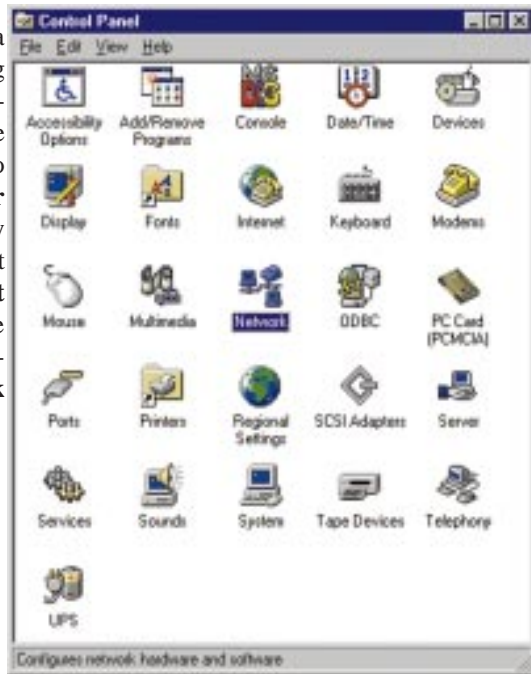 Control Panel
File Edit View Help
Accessibility Options
Add/Remove Programs
Console
Date/Time
Devices
Display
Fonts
Internet
Keyboard
Modems
Mouse
Multimedia
Network
ODBC
PC Card (PCMCIA)
Ports
Printers
Regional Settings
SCSI Adapters
Server
Services
Sounds
System
Tape Devices
Telephony
UPS
Configures network hardware and software